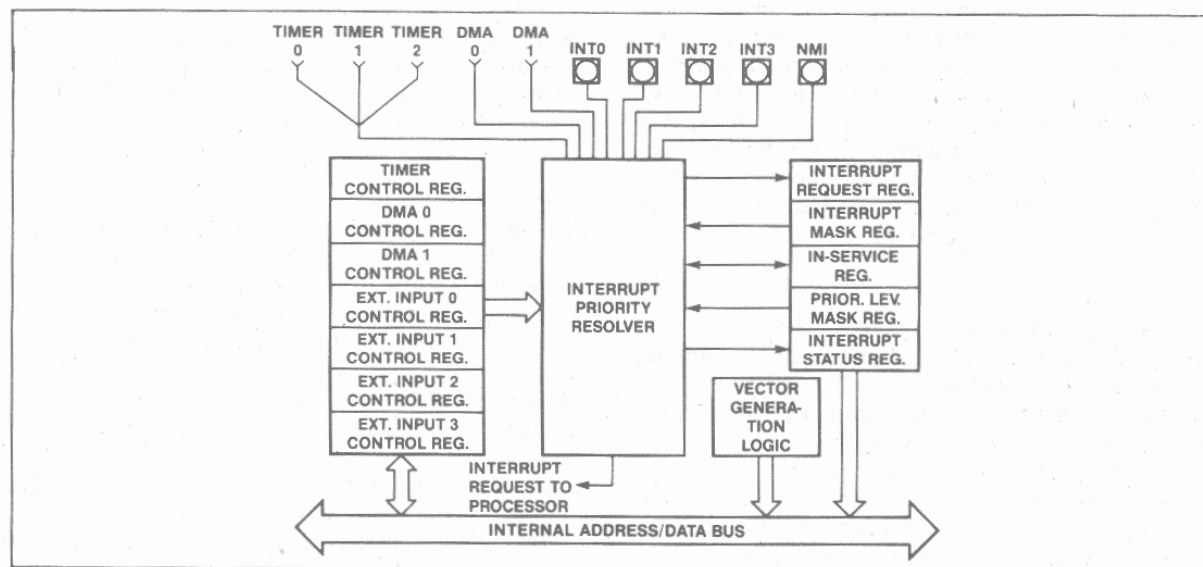 TIMER TIMER TIMER DMA DMA
0 1 2 0 1
INT0 INT1 INT2 INT3 NMI
TIMER
CONTROL REG.
DMA 0
CONTROL REG.
DMA 1
CONTROL REG.
EXT. INPUT 0
CONTROL REG.
EXT. INPUT 1
CONTROL REG.
EXT. INPUT 2
CONTROL REG.
EXT. INPUT 3
CONTROL REG.
INTERRUPT
PRIORITY
RESOLVER
INTERRUPT
REQUEST REG.
INTERRUPT
MASK REG.
IN-SERVICE
REG.
PRIOR. LEV.
MASK REG.
INTERRUPT
STATUS REG.
VECTOR
GENERA-
TION
LOGIC
INTERRUPT
REQUEST TO
PROCESSOR
INTERNAL ADDRESS/DATA BUS